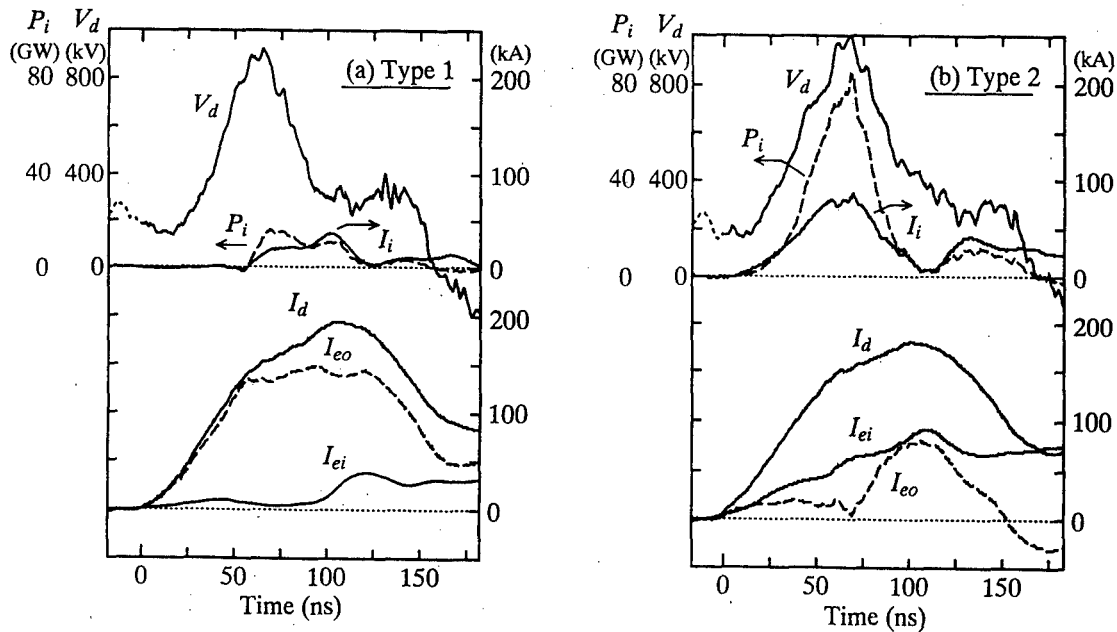 P_i V_d
(GW) (kV) (kA)
80 800 200
(a) Type 1
V_d
40 400 100
P_i
I_i
0 0 0
I_d
200
I_eo
100
I_ei
0
0 50 100 150
Time (ns)
P_i V_d
(GW) (kV) (kA)
80 800 200
(b) Type 2
V_d
P_i
40 400 100
I_i
0 0 0
200
I_d
I_ei
100
I_eo
0
0 50 100 150
Time (ns)